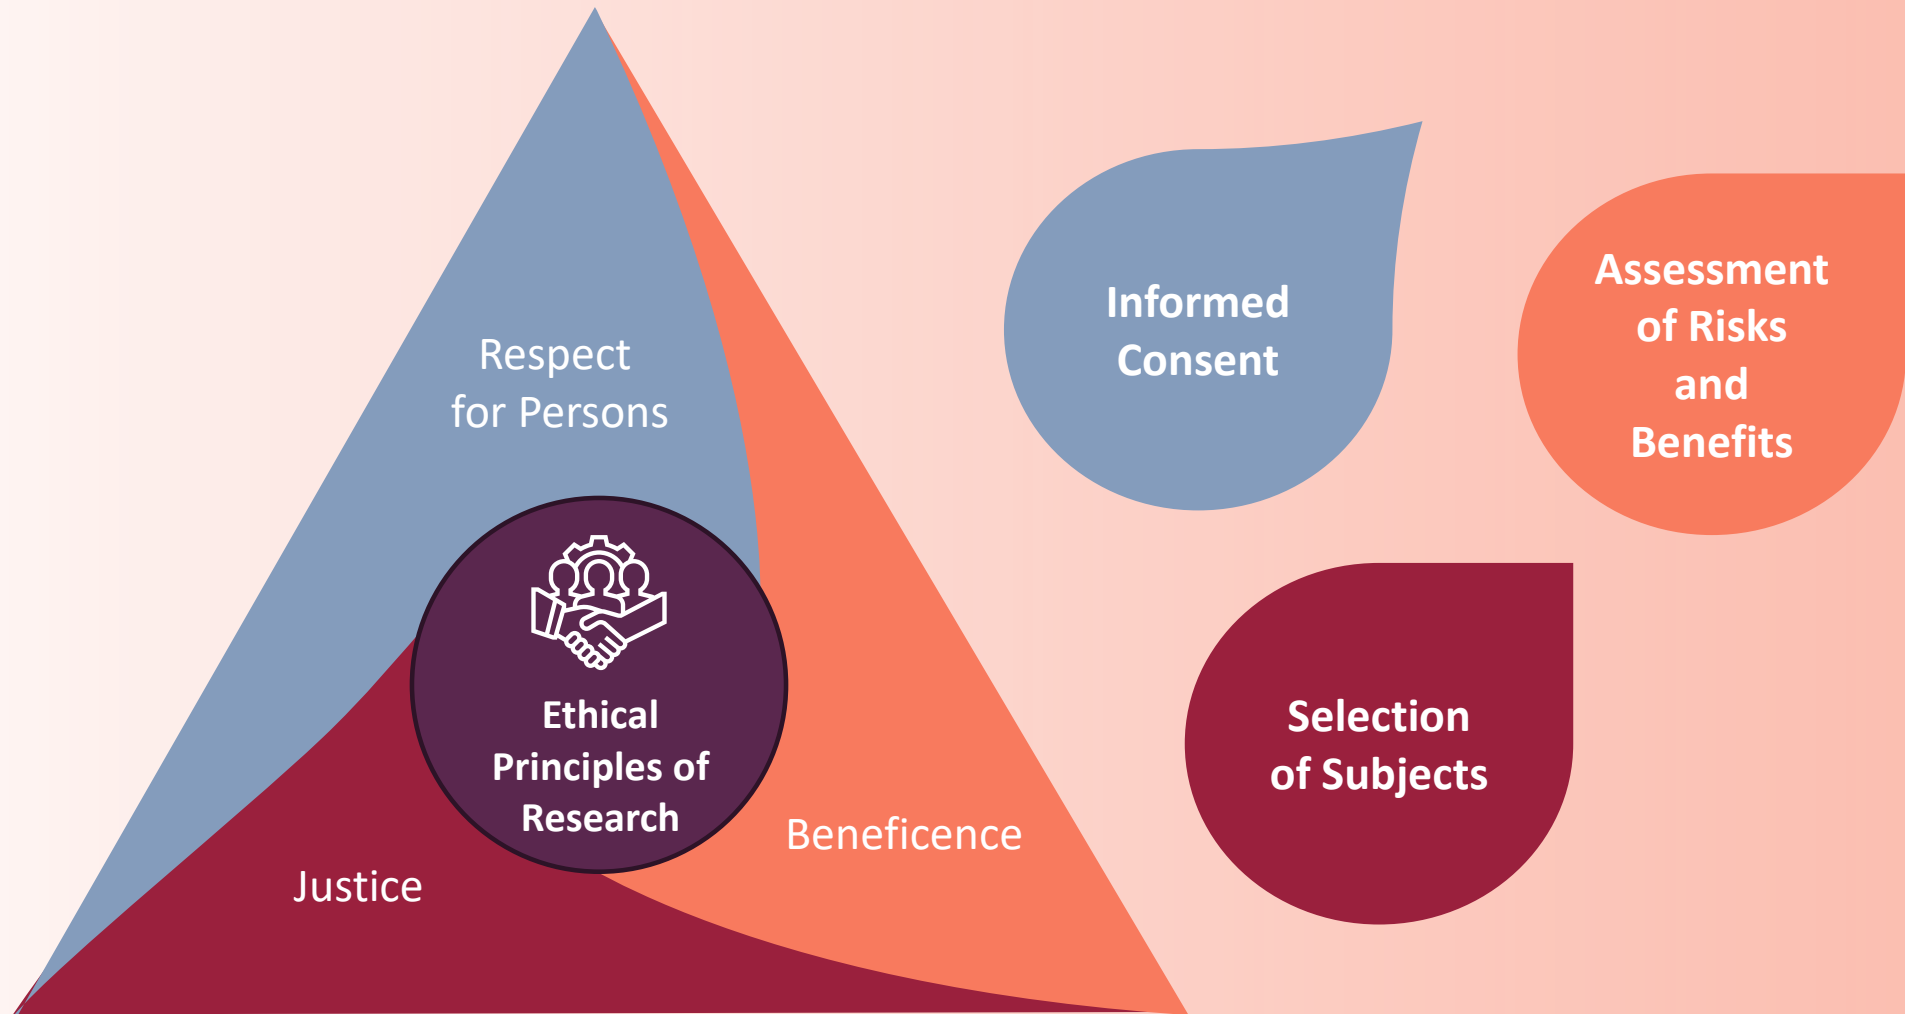 Respect
for Persons
Ethical
Principles of
Research
Justice
Beneficence
Informed
Consent
Assessment
of Risks
and
Benefits
Selection
of Subjects